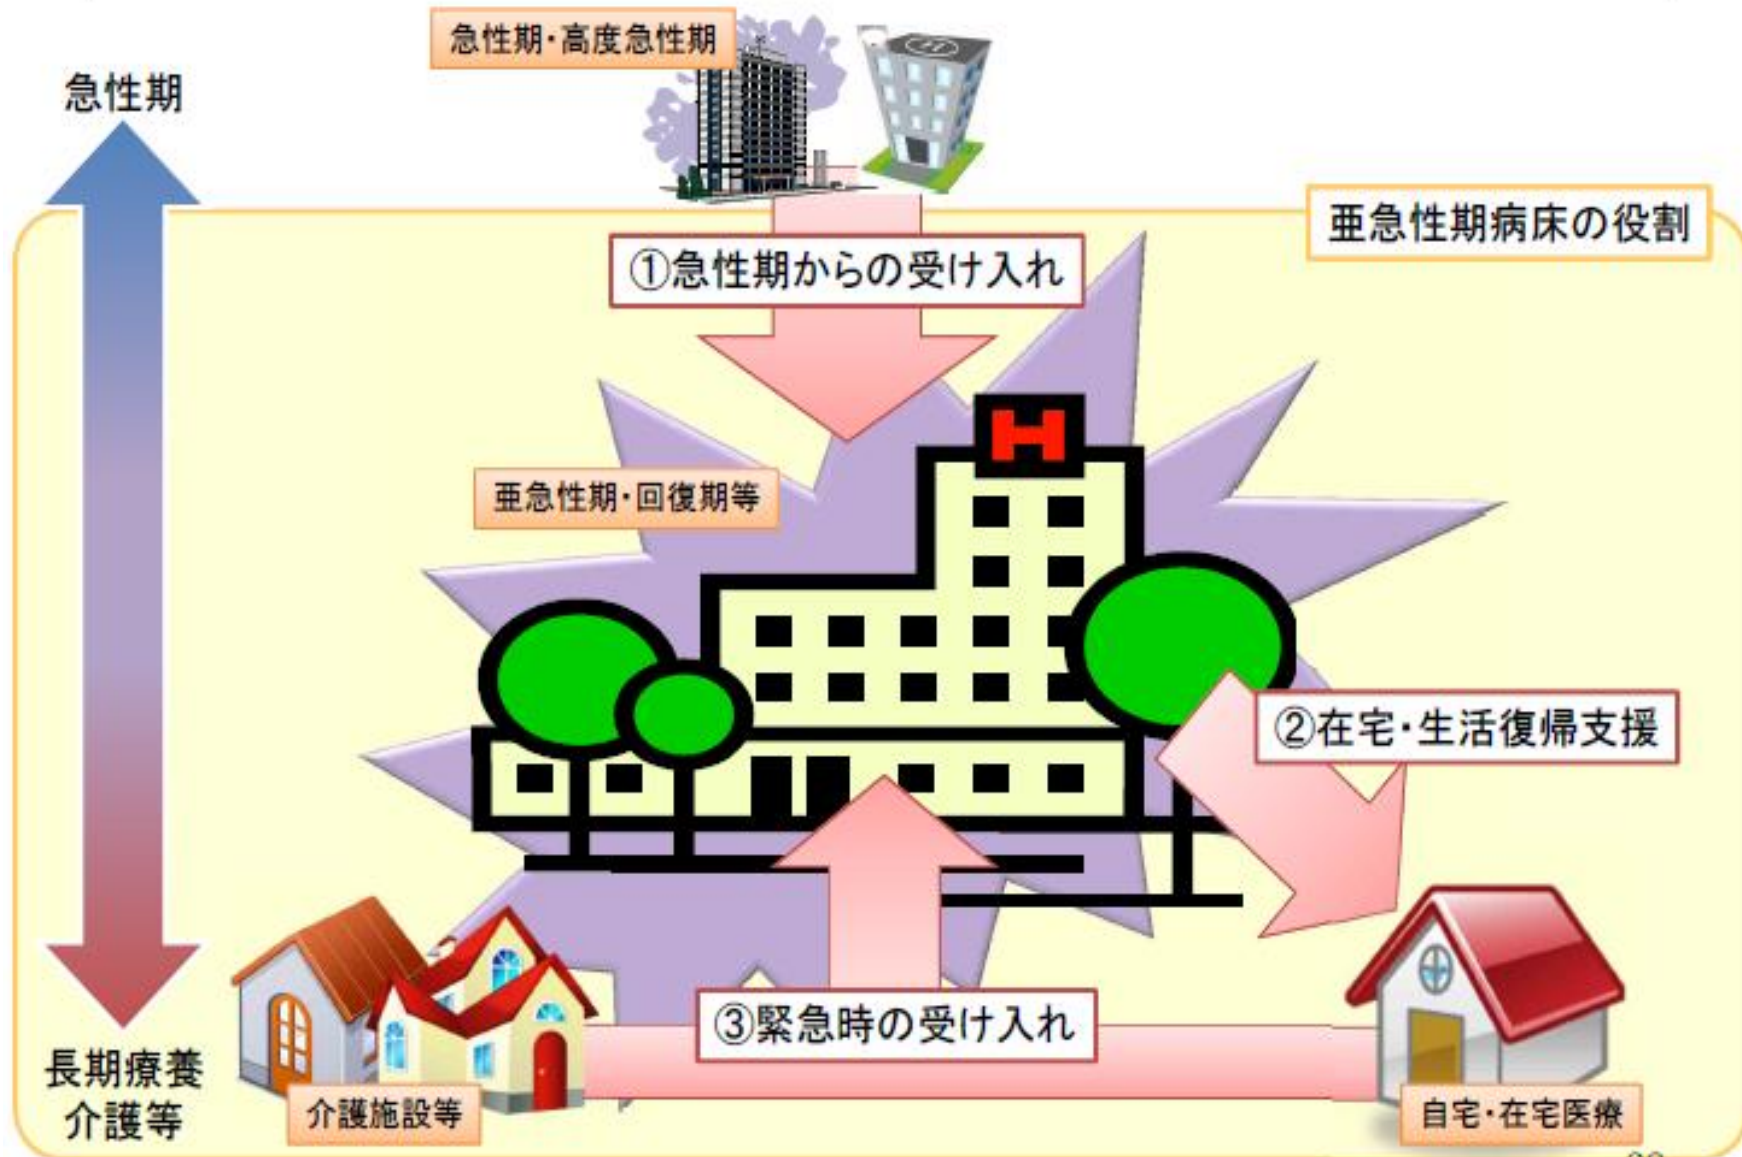 急性期・高度急性期
急性期
亜急性期病床の役割
①急性期からの受け入れ
H
亜急性期・回復期等
②在宅・生活復帰支援
③緊急時の受け入れ
長期療養
介護等
介護施設等
自宅・在宅医療